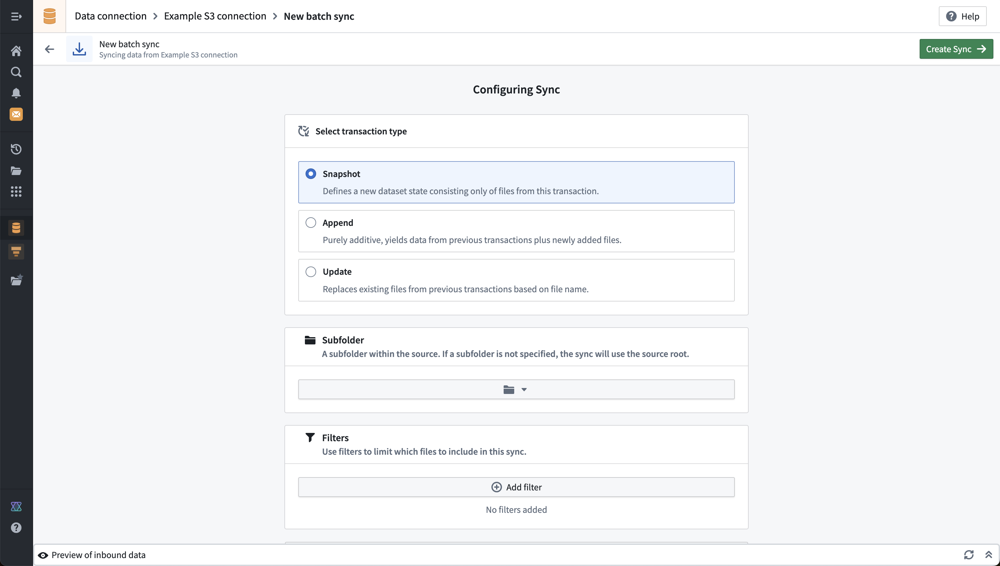 Data connection > Example S3 connection > New batch sync
Help
New batch sync
Syncing data from Example S3 connection
Create Sync
Configuring Sync
Select transaction type
Snapshot
Defines a new dataset state consisting only of files from this transaction.
Append
Purely additive, yields data from previous transactions plus newly added files.
Update
Replaces existing files from previous transactions based on file name.
Subfolder
A subfolder within the source. If a subfolder is not specified, the sync will use the source root.
Filters
Use filters to limit which files to include in this sync.
Add filter
No filters added
Preview of inbound data